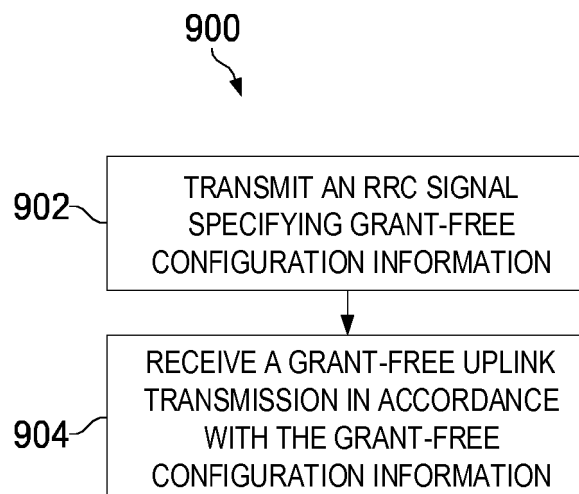 900
902
TRANSMIT AN RRC SIGNAL
SPECIFYING GRANT-FREE
CONFIGURATION INFORMATION
904
RECEIVE A GRANT-FREE UPLINK
TRANSMISSION IN ACCORDANCE
WITH THE GRANT-FREE
CONFIGURATION INFORMATION